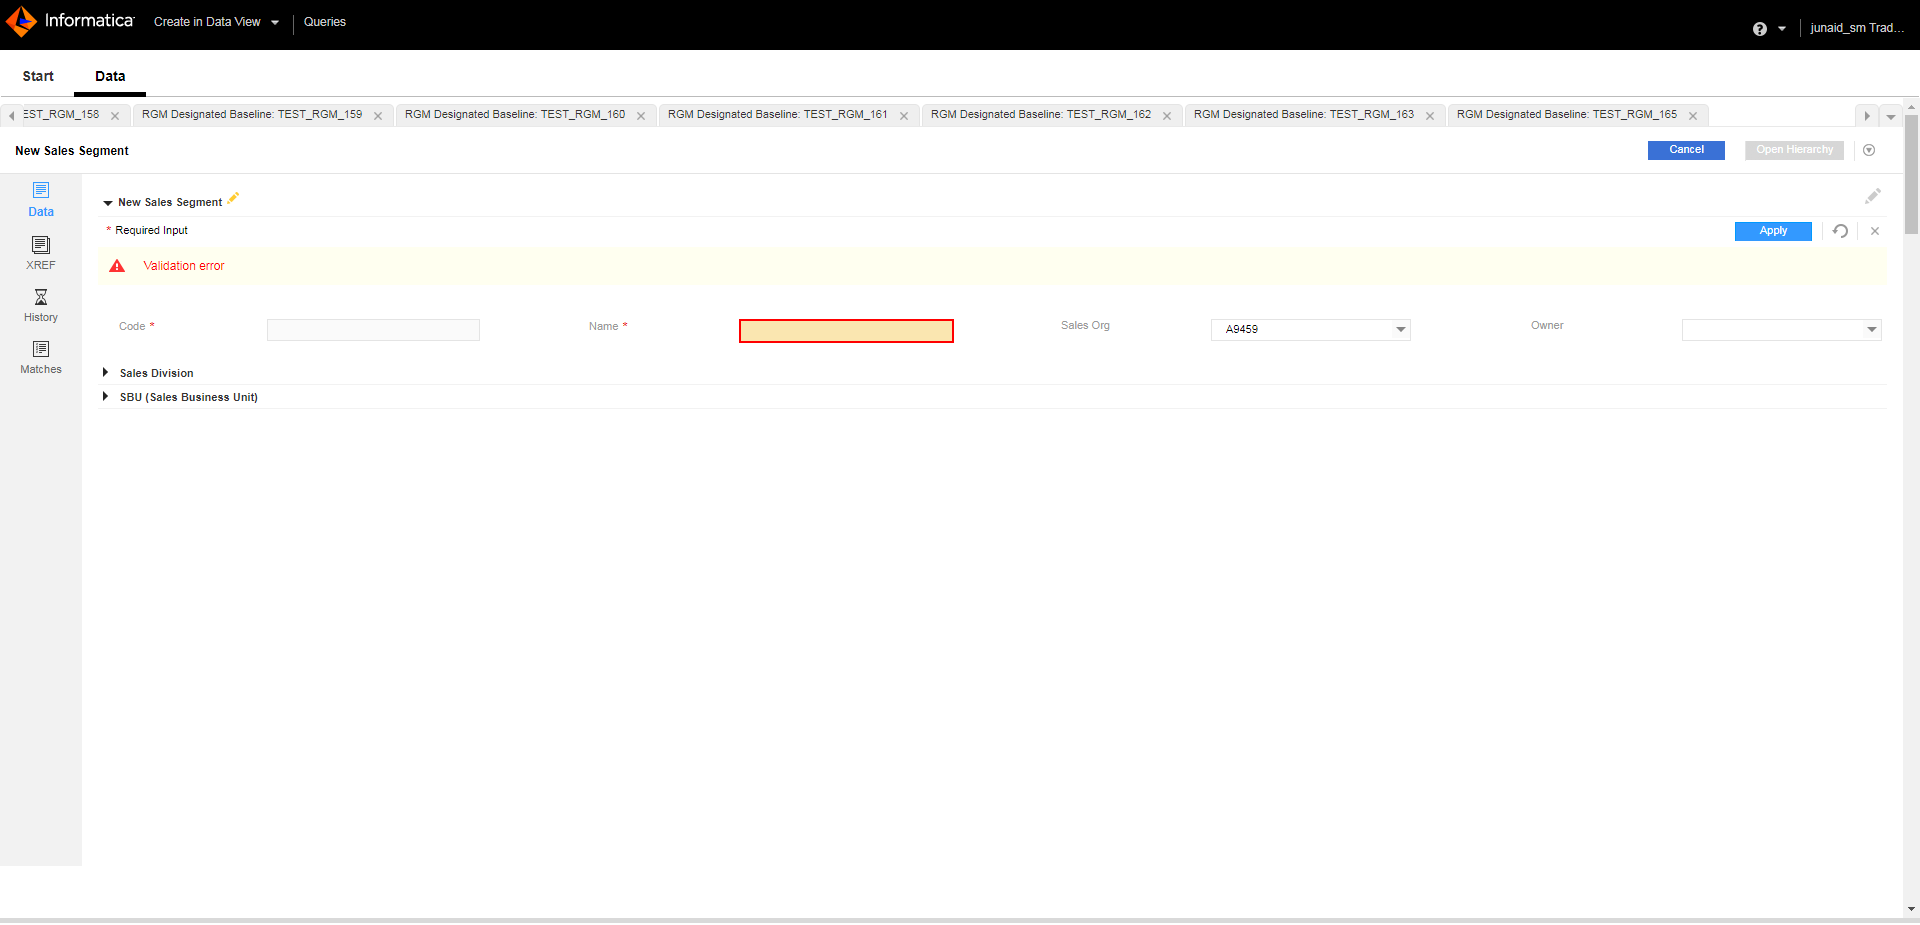 Informatica
Create in Data View
Queries
junaid_sm Trad...
Start
Data
EST_RGM_158
RGM Designated Baseline: TEST_RGM_159
RGM Designated Baseline: TEST_RGM_160
RGM Designated Baseline: TEST_RGM_161
RGM Designated Baseline: TEST_RGM_162
RGM Designated Baseline: TEST_RGM_163
RGM Designated Baseline: TEST_RGM_165
New Sales Segment
Cancel
Open Hierarchy
Data
XREF
History
Matches
New Sales Segment
* Required Input
Apply
Validation error
Code *
Name *
Sales Org
A9459
Owner
Sales Division
SBU (Sales Business Unit)